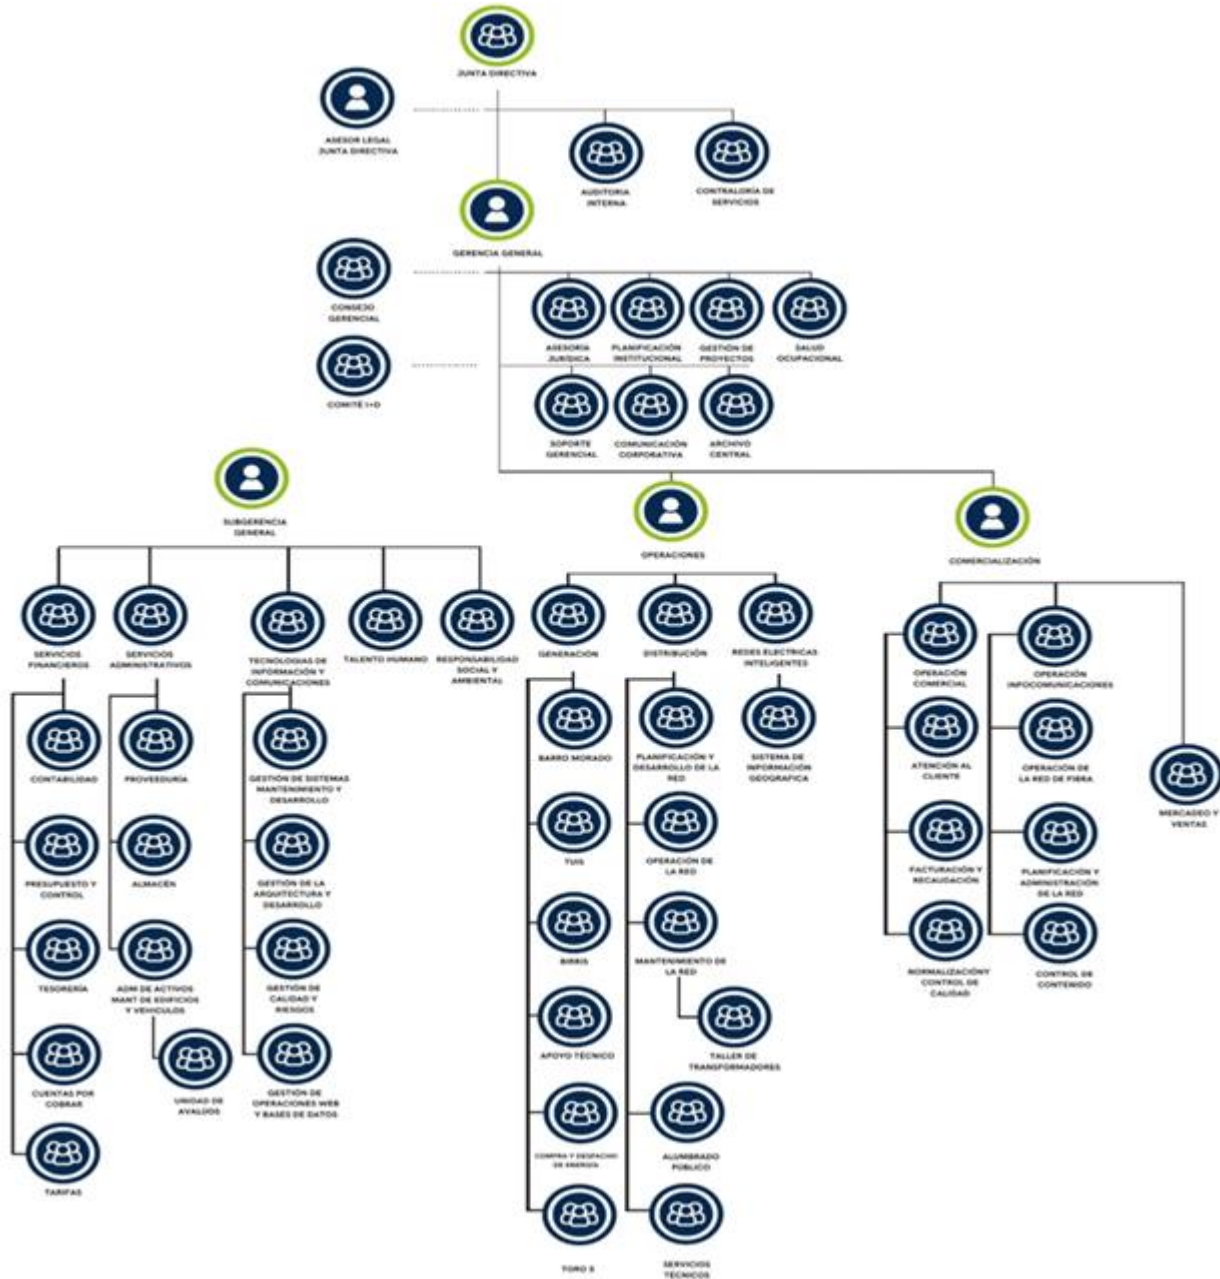 JUNTA DIRECTIVA
ASESOR LEGAL
JUNTA DIRECTIVA
AUDITORIA
INTERNA
CONTRALORÍA DE
SERVICIOS
GERENCIA GENERAL
CONSEJO
GERENCIAL
ASESORIA
JURÍDICA
PLANIFICACIÓN
INSTITUCIONAL
GESTIÓN DE
PROYECTOS
SALUD
OCUPACIONAL
COMITÉ I+D
SOPORTE
GERENCIAL
COMUNICACIÓN
CORPORATIVA
ARCHIVO
CENTRAL
SUBGERENCIA
GENERAL
OPERACIONES
COMERCIALIZACIÓN
SERVICIOS
FINANCIEROS
SERVICIOS
ADMINISTRATIVOS
TECNOLOGIAS DE
INFORMACIÓN Y
COMUNICACIONES
TALENTO HUMANO
RESPONSABILIDAD
SOCIAL Y
AMBIENTAL
GENERACIÓN
DISTRIBUCIÓN
REDES ELECTRICAS
INTELIGENTES
OPERACIÓN
COMERCIAL
OPERACIÓN
INFOCOMUNICACIONES
CONTABILIDAD
PROVEEDURÍA
GESTIÓN DE SISTEMAS
MANTENIMIENTO Y
DESARROLLO
BARRO MORADO
PLANIFICACIÓN Y
DESARROLLO DE LA
RED
SISTEMA DE
INFORMACIÓN
GEOGRAFICA
ATENCIÓN AL
CLIENTE
OPERACIÓN DE
LA RED DE FIBRA
MERCADEO Y
VENTAS
PRESUPUESTO Y
CONTROL
ALMACÉN
GESTIÓN DE LA
ARQUITECTURA Y
DESARROLLO
TUIS
OPERACIÓN DE
LA RED
FACTURACIÓN Y
RECAUDACIÓN
PLANIFICACIÓN Y
ADMINISTRACIÓN
DE LA RED
TESORERÍA
ADM DE ACTIVOS
MANT DE EDIFICIOS
Y VEHICULOS
GESTIÓN DE
CALIDAD Y
RIESGOS
BIRRIS
MANTENIMIENTO DE
LA RED
NORMALIZACIÓNY
CONTROL DE
CALIDAD
CONTROL DE
CONTENIDO
CUENTAS POR
COBRAR
UNIDAD DE
AVALÚOS
GESTIÓN DE
OPERACIONES WEB
Y BASES DE DATOS
APOYO TÉCNICO
TALLER DE
TRANSFORMADORES
TARIFAS
COMPRA Y DESPACHO
DE ENERGÍA
ALUMBRADO
PÚBLICO
TORO
SERVICIOS
TÉCNICOS